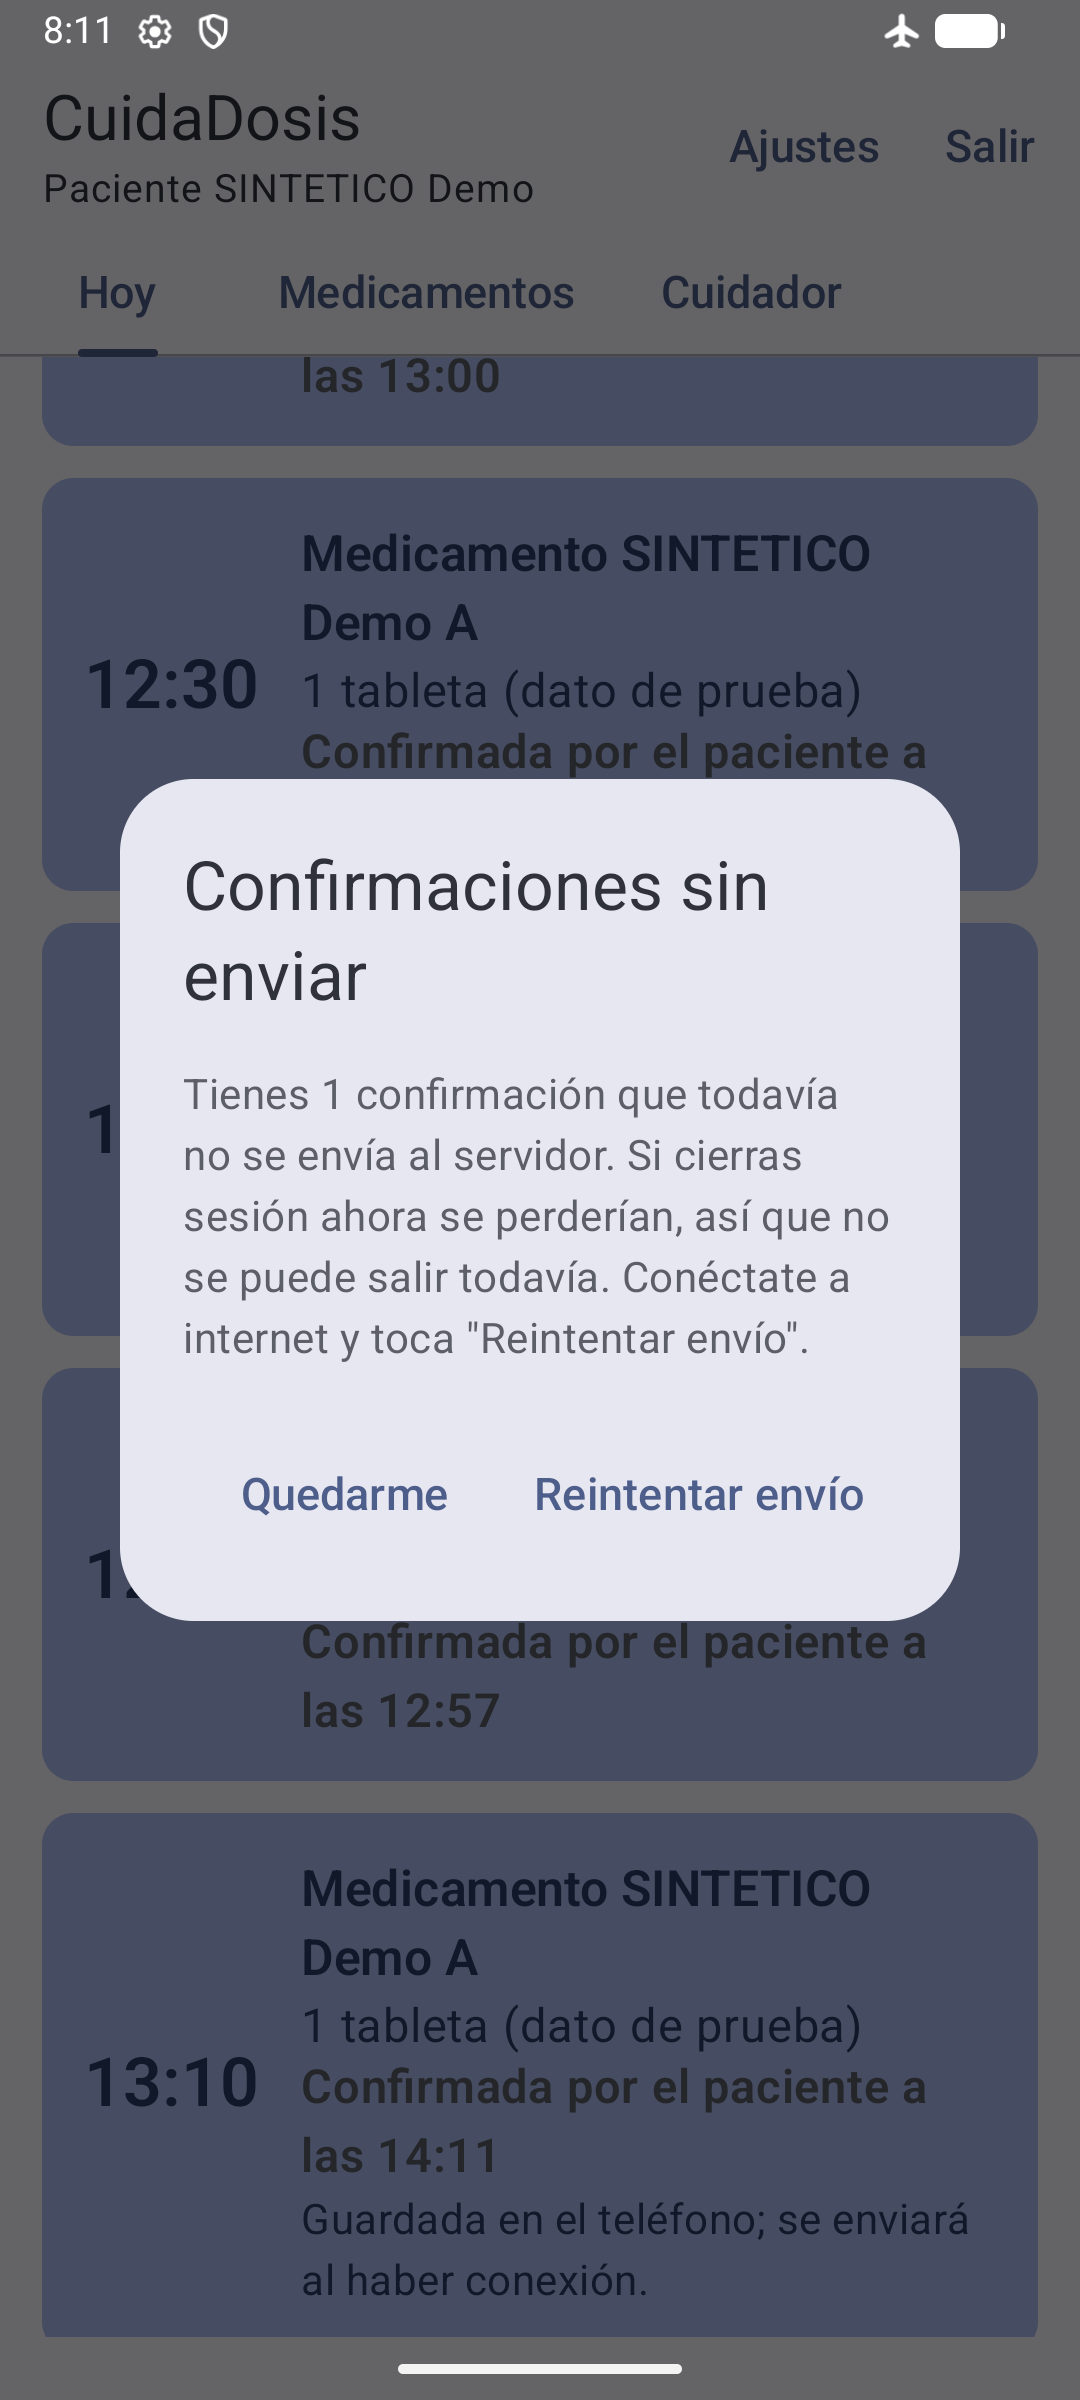 8:11
CuidaDosis
Paciente SINTETICO Demo
Ajustes
Salir
Hoy
Medicamentos
Cuidador
las 13:00
12:30
Medicamento SINTETICO
Demo A
1 tableta (dato de prueba)
Confirmada por el paciente a
Confirmaciones sin
enviar
Tienes 1 confirmación que todavía
no se envía al servidor. Si cierras
sesión ahora se perderían, así que no
se puede salir todavía. Conéctate a
internet y toca "Reintentar envío".
Quedarme
Reintentar envío
Confirmada por el paciente a
las 12:57
13:10
Medicamento SINTETICO
Demo A
1 tableta (dato de prueba)
Confirmada por el paciente a
las 14:11
Guardada en el teléfono; se enviará
al haber conexión.